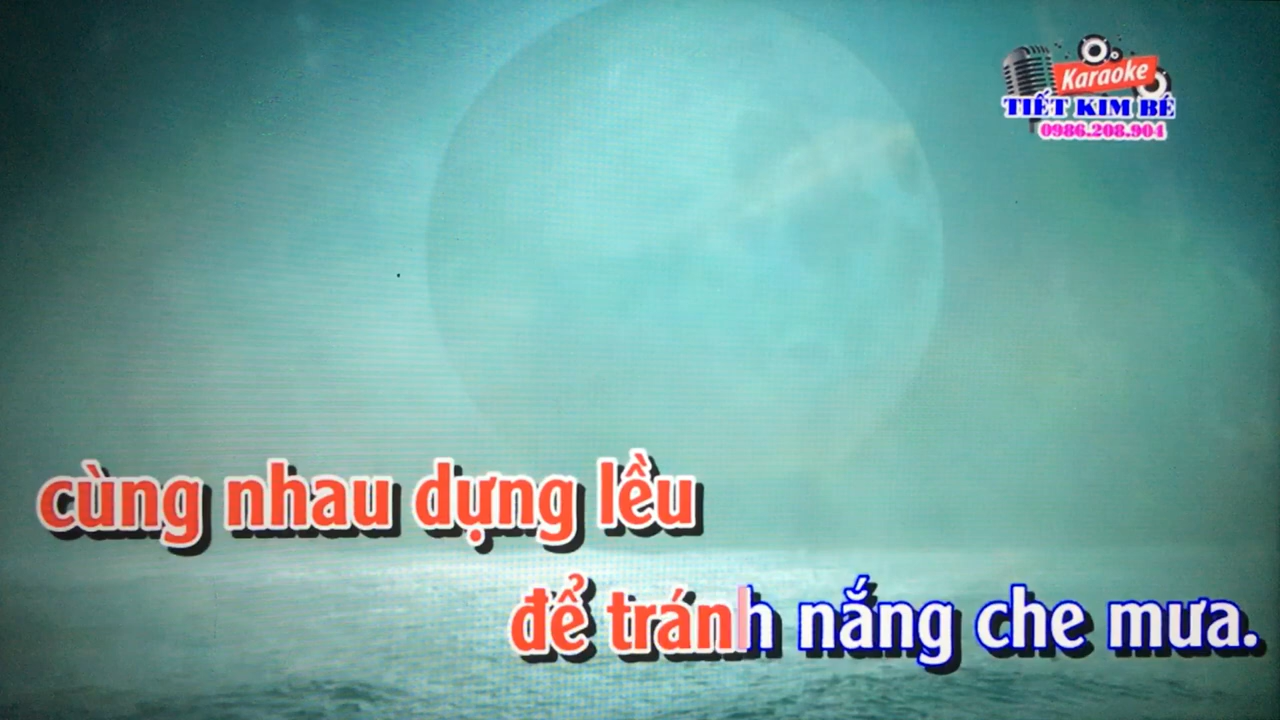 Karaoke
TIẾT KIM BÉ
0986.208.904
cùng nhau dựng lều
để tránh nắng che mưa.